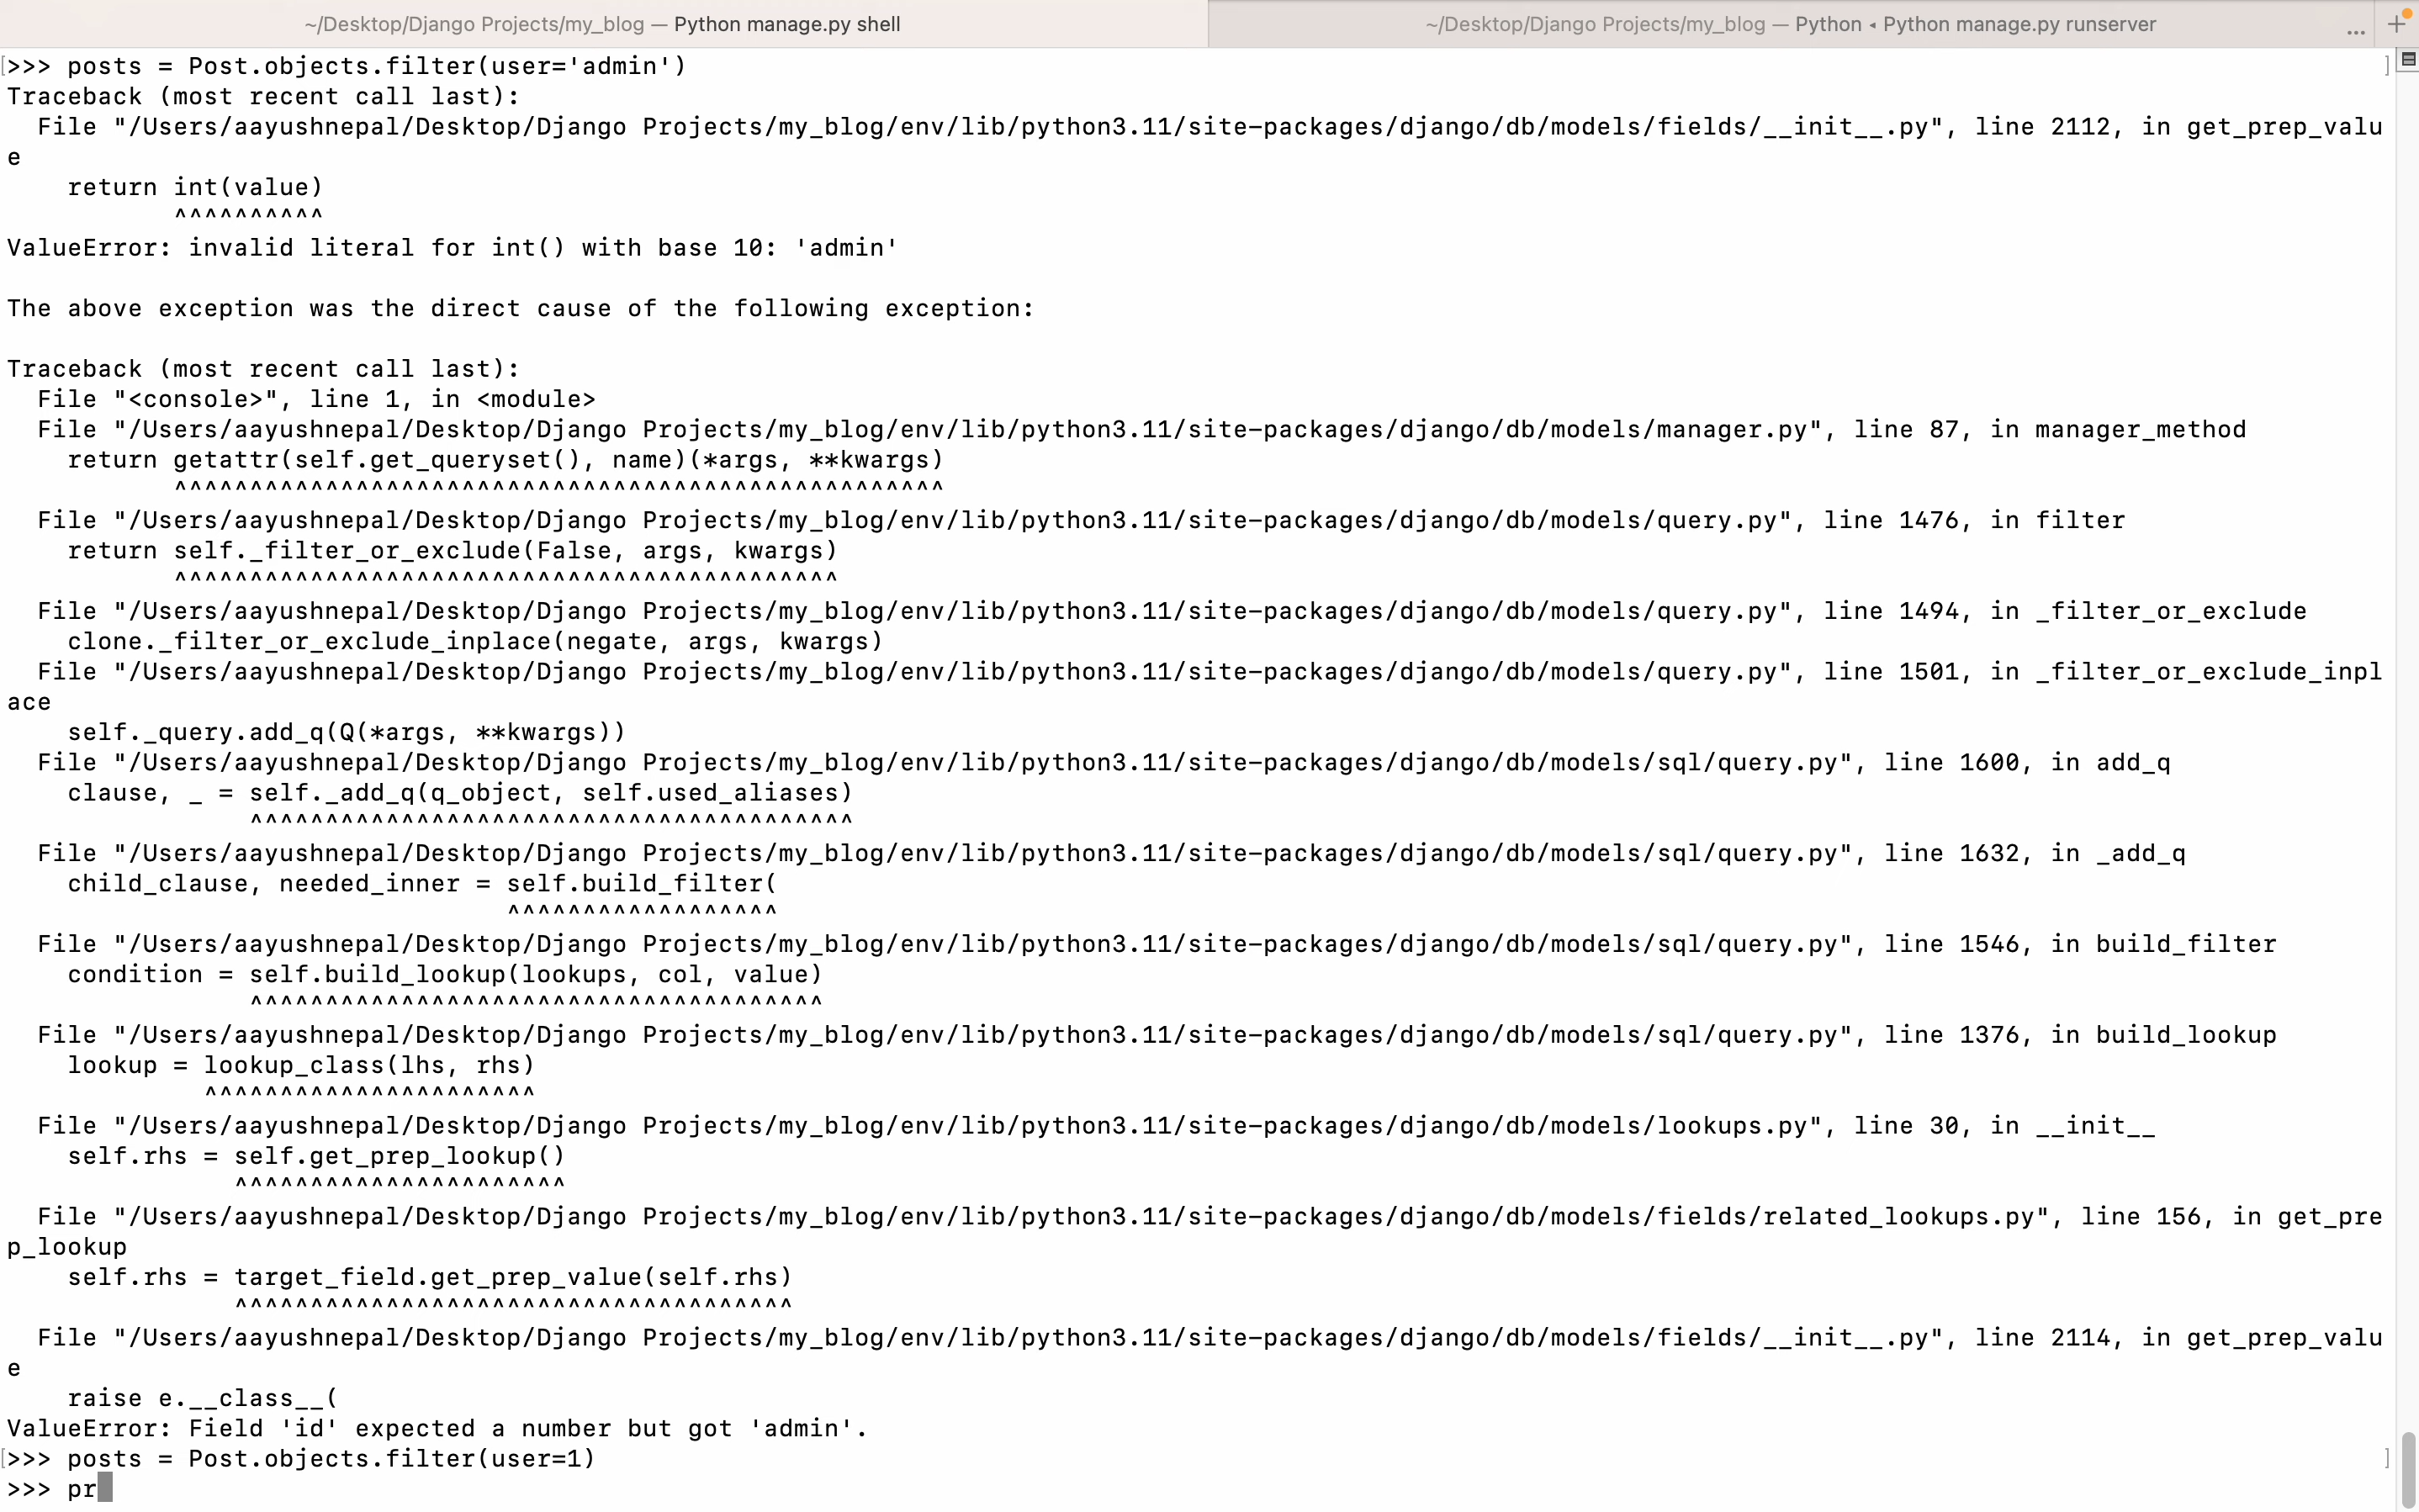 ~/Desktop/Django Projects/my_blog — Python manage.py shell
~/Desktop/Django Projects/my_blog — Python ◂ Python manage.py runserver
... +
[>>> posts = Post.objects.filter(user='admin') ]
Traceback (most recent call last):
  File "/Users/aayushnepal/Desktop/Django Projects/my_blog/env/lib/python3.11/site-packages/django/db/models/fields/__init__.py", line 2112, in get_prep_valu
e
    return int(value)
           ^^^^^^^^^^
ValueError: invalid literal for int() with base 10: 'admin'

The above exception was the direct cause of the following exception:

Traceback (most recent call last):
  File "<console>", line 1, in <module>
  File "/Users/aayushnepal/Desktop/Django Projects/my_blog/env/lib/python3.11/site-packages/django/db/models/manager.py", line 87, in manager_method
    return getattr(self.get_queryset(), name)(*args, **kwargs)
           ^^^^^^^^^^^^^^^^^^^^^^^^^^^^^^^^^^^^^^^^^^^^^^^^^^^
  File "/Users/aayushnepal/Desktop/Django Projects/my_blog/env/lib/python3.11/site-packages/django/db/models/query.py", line 1476, in filter
    return self._filter_or_exclude(False, args, kwargs)
           ^^^^^^^^^^^^^^^^^^^^^^^^^^^^^^^^^^^^^^^^^^^^
  File "/Users/aayushnepal/Desktop/Django Projects/my_blog/env/lib/python3.11/site-packages/django/db/models/query.py", line 1494, in _filter_or_exclude
    clone._filter_or_exclude_inplace(negate, args, kwargs)
  File "/Users/aayushnepal/Desktop/Django Projects/my_blog/env/lib/python3.11/site-packages/django/db/models/query.py", line 1501, in _filter_or_exclude_inpl
ace
    self._query.add_q(Q(*args, **kwargs))
  File "/Users/aayushnepal/Desktop/Django Projects/my_blog/env/lib/python3.11/site-packages/django/db/models/sql/query.py", line 1600, in add_q
    clause, _ = self._add_q(q_object, self.used_aliases)
                ^^^^^^^^^^^^^^^^^^^^^^^^^^^^^^^^^^^^^^^^
  File "/Users/aayushnepal/Desktop/Django Projects/my_blog/env/lib/python3.11/site-packages/django/db/models/sql/query.py", line 1632, in _add_q
    child_clause, needed_inner = self.build_filter(
                                 ^^^^^^^^^^^^^^^^^^
  File "/Users/aayushnepal/Desktop/Django Projects/my_blog/env/lib/python3.11/site-packages/django/db/models/sql/query.py", line 1546, in build_filter
    condition = self.build_lookup(lookups, col, value)
                ^^^^^^^^^^^^^^^^^^^^^^^^^^^^^^^^^^^^^^
  File "/Users/aayushnepal/Desktop/Django Projects/my_blog/env/lib/python3.11/site-packages/django/db/models/sql/query.py", line 1376, in build_lookup
    lookup = lookup_class(lhs, rhs)
             ^^^^^^^^^^^^^^^^^^^^^^
  File "/Users/aayushnepal/Desktop/Django Projects/my_blog/env/lib/python3.11/site-packages/django/db/models/lookups.py", line 30, in __init__
    self.rhs = self.get_prep_lookup()
               ^^^^^^^^^^^^^^^^^^^^^^
  File "/Users/aayushnepal/Desktop/Django Projects/my_blog/env/lib/python3.11/site-packages/django/db/models/fields/related_lookups.py", line 156, in get_pre
p_lookup
    self.rhs = target_field.get_prep_value(self.rhs)
               ^^^^^^^^^^^^^^^^^^^^^^^^^^^^^^^^^^^^^
  File "/Users/aayushnepal/Desktop/Django Projects/my_blog/env/lib/python3.11/site-packages/django/db/models/fields/__init__.py", line 2114, in get_prep_valu
e
    raise e.__class__(
ValueError: Field 'id' expected a number but got 'admin'.
[>>> posts = Post.objects.filter(user=1) ]
>>> pr